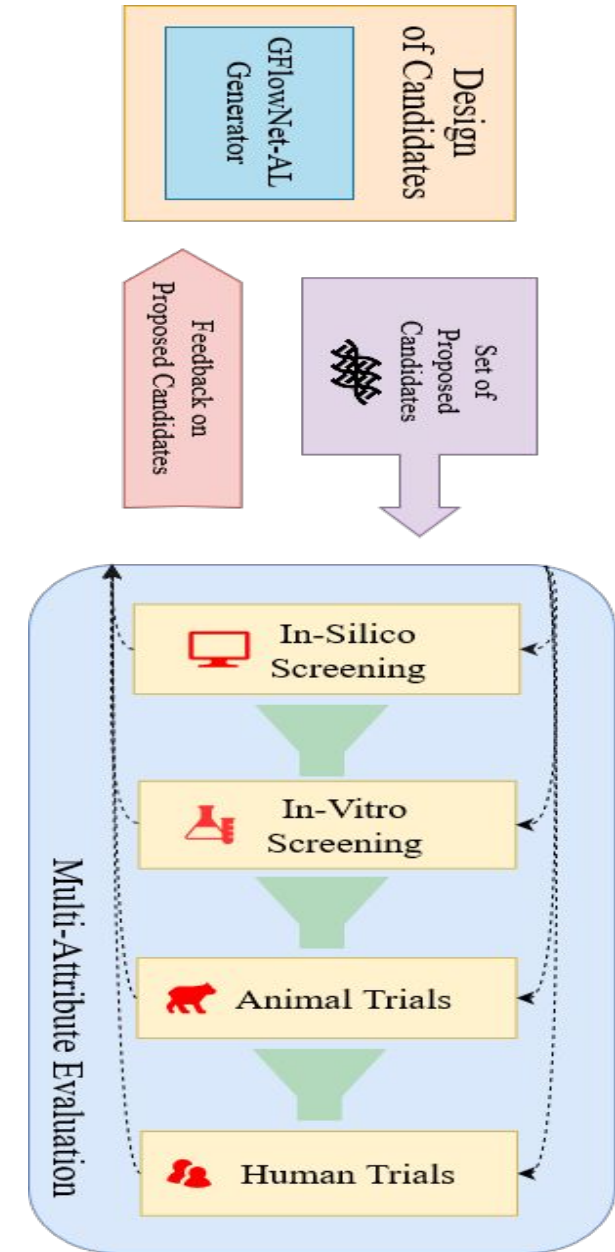 Design
of Candidates
GFlowNet-AL
Generator
Set of
Proposed
Candidates
Feedback on
Proposed Candidates
In-Silico
Screening
In-Vitro
Screening
Animal Trials
Human Trials
Multi-Attribute Evaluation